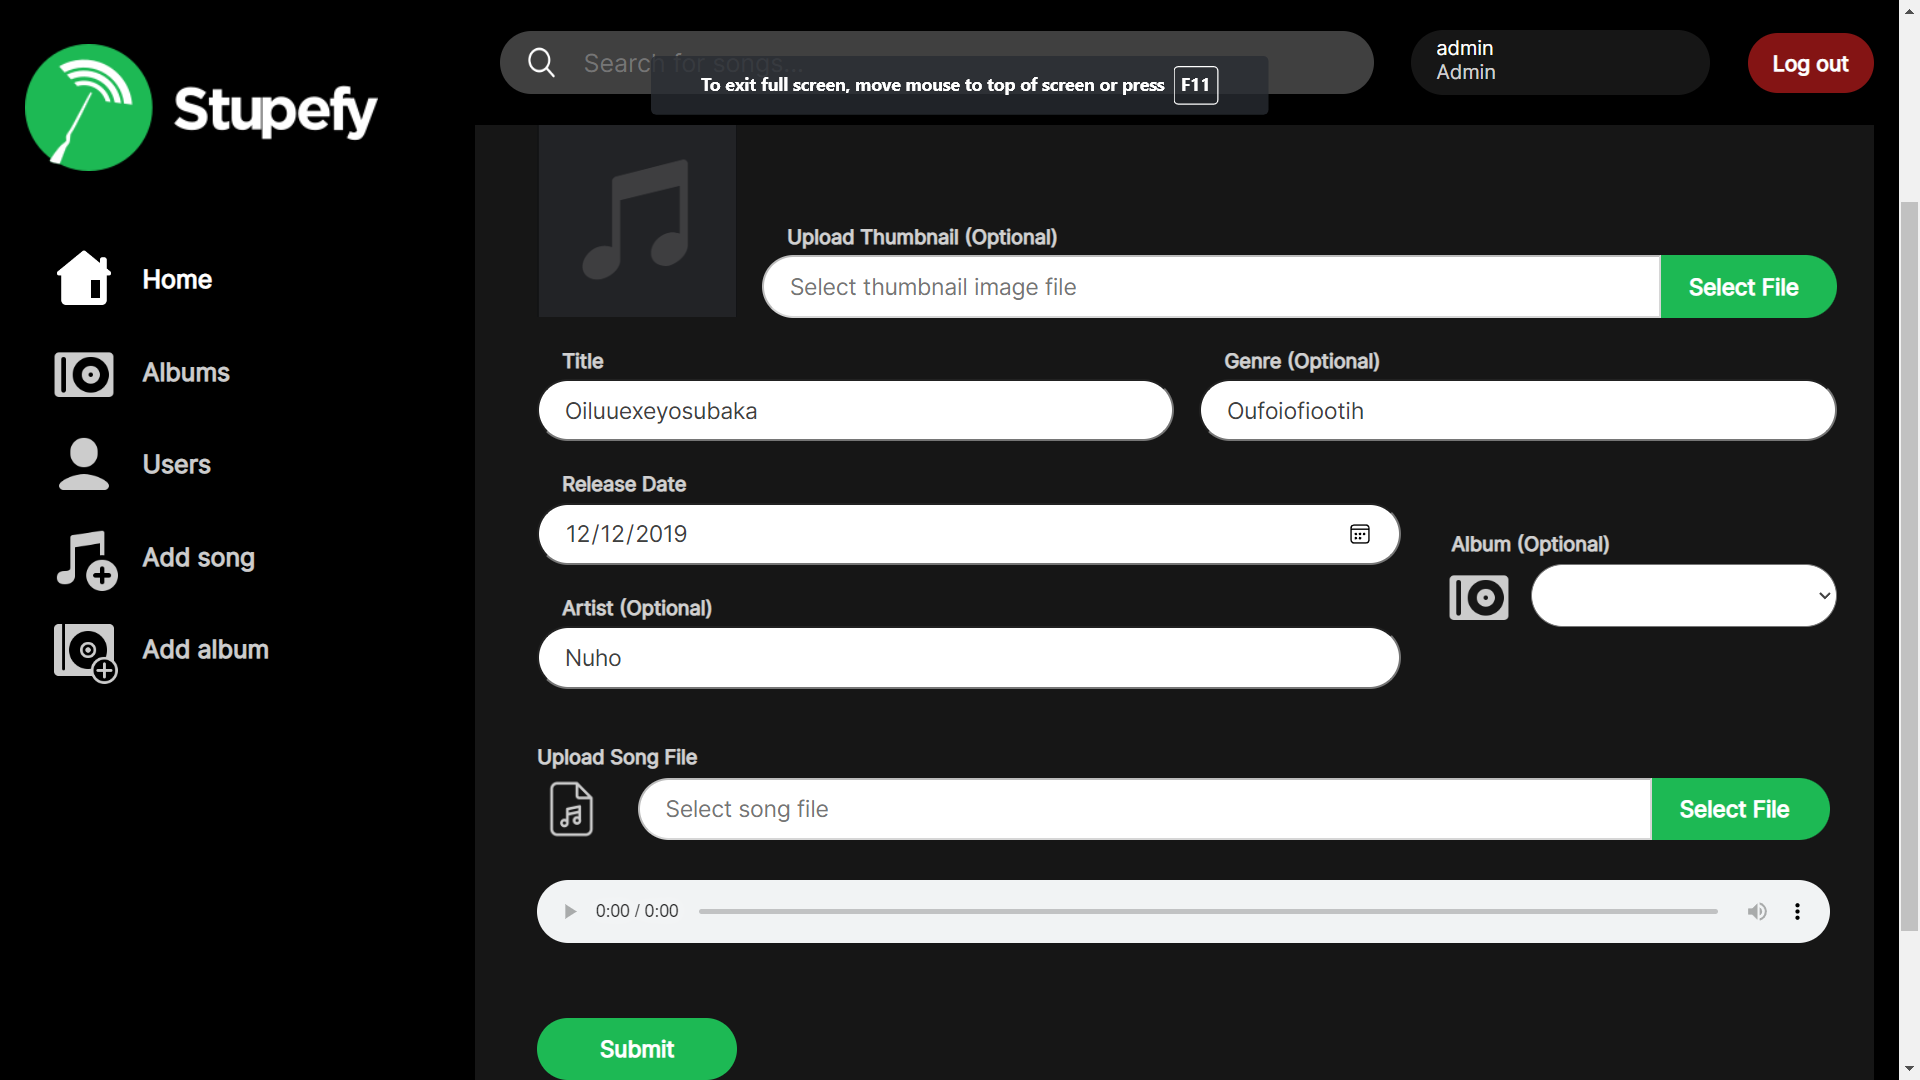 Stupefy
Search for songs...
To exit full screen, move mouse to top of screen or press F11
admin
Admin
Log out
Home
Albums
Users
Add song
Add album
Upload Thumbnail (Optional)
Select thumbnail image file
Select File
Title
Genre (Optional)
Oiluuexeyosubaka
Oufoiofiootih
Release Date
12/12/2019
Album (Optional)
Artist (Optional)
Nuho
Upload Song File
Select song file
Select File
0:00 / 0:00
Submit